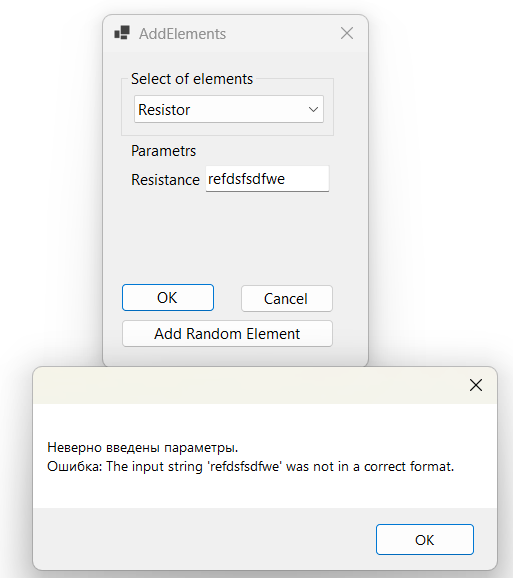 AddElements
Select of elements
Resistor
Parametrs
Resistance refdsfsdfwe
OK Cancel
Add Random Element
Неверно введены параметры.
Ошибка: The input string 'refdsfsdfwe' was not in a correct format.
OK